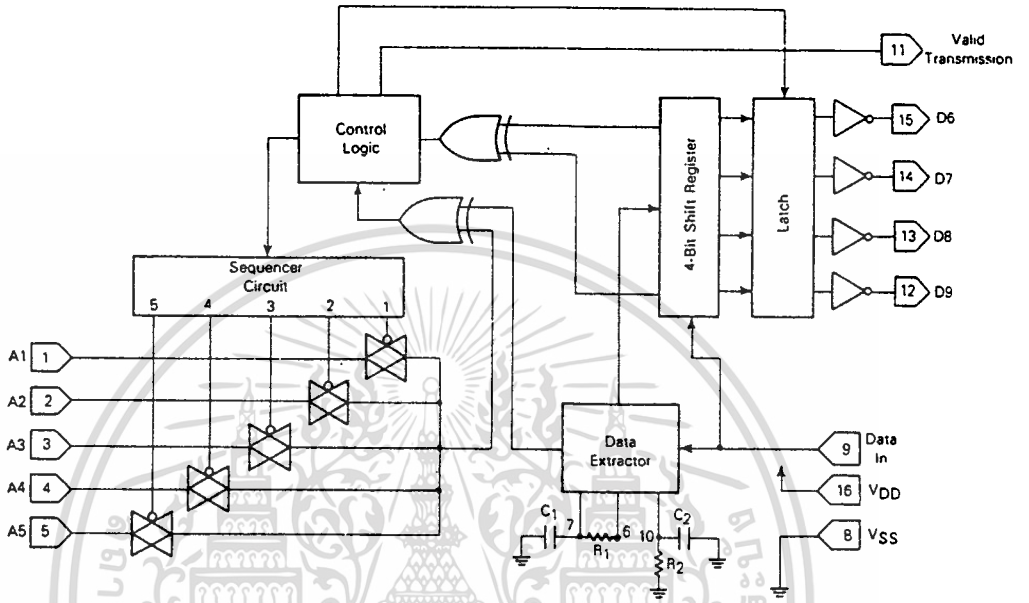 11
Valid
Transmission
Control
Logic
4-Bit Shift Register
Latch
15 D6
14 D7
13 D8
12 D9
Sequencer
Circuit
5 4 3 2 1
A1 1
A2 2
A3 3
A4 4
A5 5
Data
Extractor
9 Data
In
16 VDD
8 VSS
C1 7 R1 6 10 C2
R2